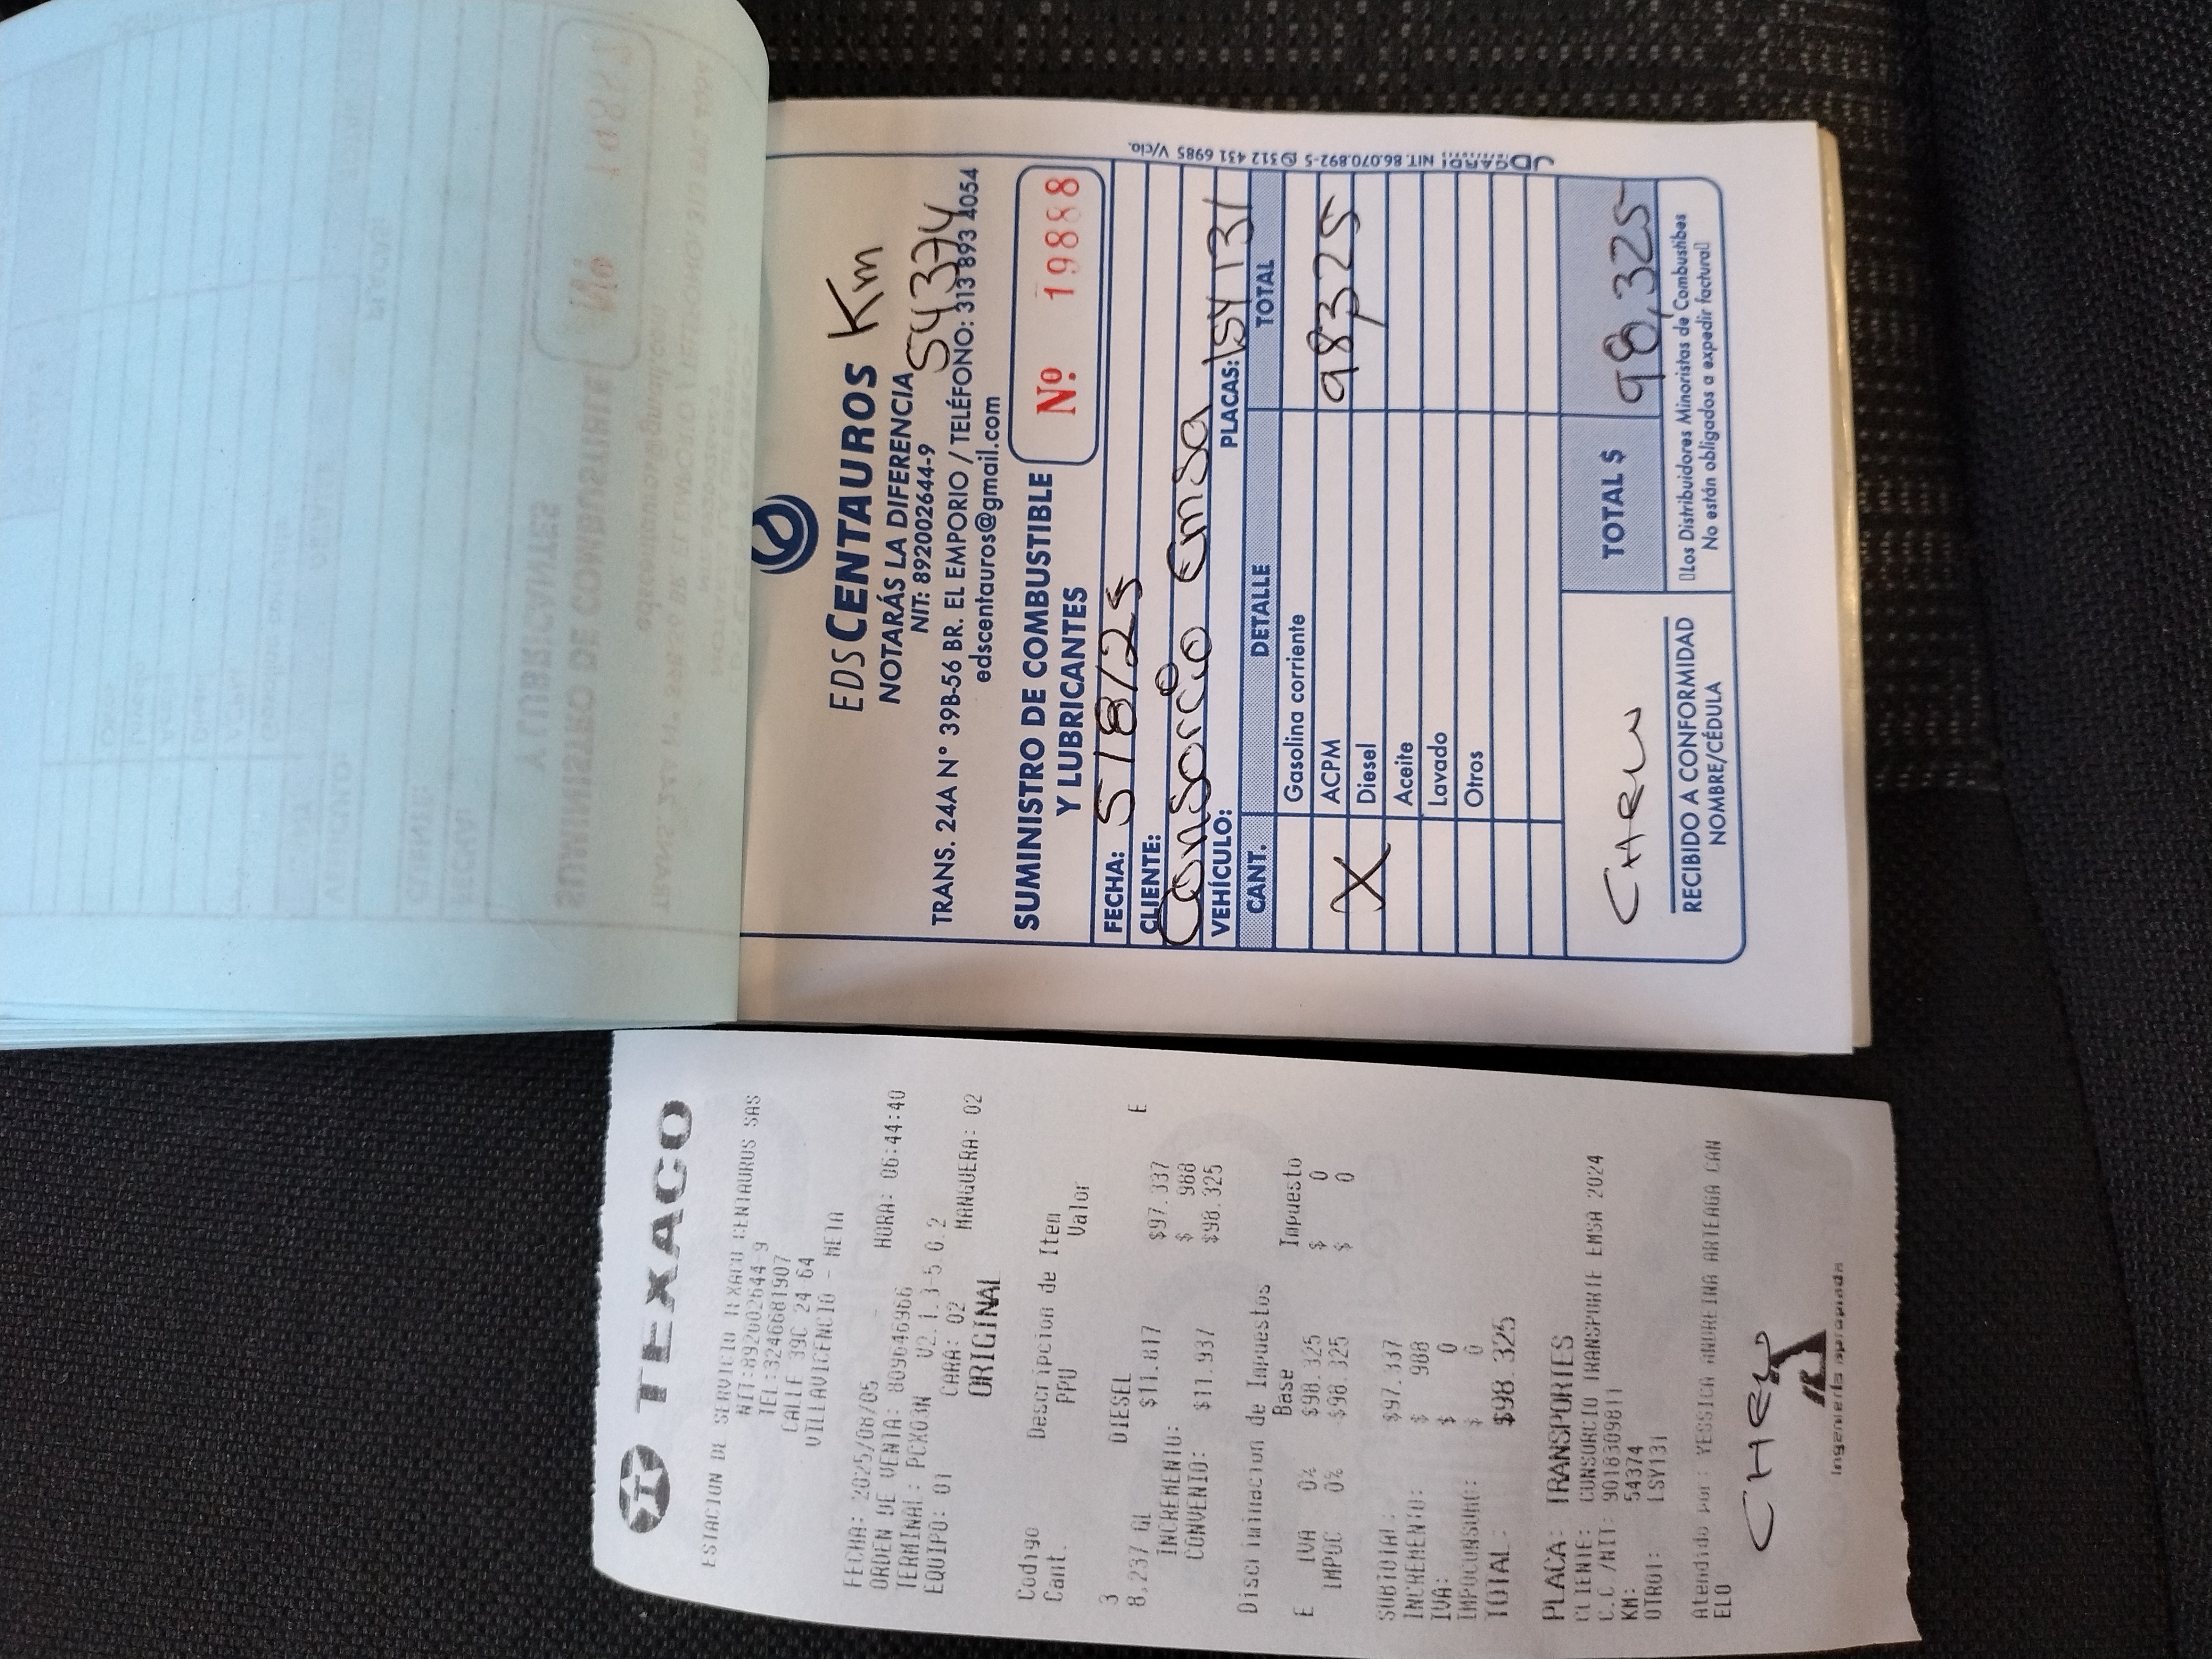 EDS CENTAUROS
Km
NOTARÁS LA DIFERENCIA
54374
NIT: 892002644-9
TRANS. 24A N° 39B-56 BR. EL EMPORIO / TELÉFONO: 313 893 4054
edscentauros@gmail.com
SUMINISTRO DE COMBUSTIBLE
Y LUBRICANTES
Nº. 19888
FECHA: 5/8/25
CLIENTE: Consorcio Emsa
VEHÍCULO: PLACAS: LSY 131
CANT. DETALLE TOTAL
Gasolina corriente
X ACPM 98325
Diesel
Aceite
Lavado
Otros
TOTAL $ 98,325
RECIBIDO A CONFORMIDAD
NOMBRE/CÉDULA
Los Distribuidores Minoristas de Combustibes
No están obligados a expedir factura
NIT. 86.070.892-5 312 431 6985 V/cio.
TEXACO
ESTACION DE SERVICIO TEXACO CENTAUROS SAS
NIT:892002644-9
TEL:3246681907
CALLE 39C 24 64
VILLAVICENCIO - META
FECHA: 2025/08/05 HORA: 06:44:40
ORDEN DE VENTA: 809646966
TERMINAL: PCX03N V2.1.3-5.0.2
EQUIPO: 01 CARA: 02 MANGUERA: 02
ORIGINAL
Codigo Descripcion de Item
Cant. PPU Valor
3 DIESEL E
8,237 GL $11.817 $97.337
INCREMENTO: $ 988
CONVENIO: $11.937 $98.325
Discriminacion de Impuestos
Base Impuesto
E IVA 0% $98.325 $ 0
IMPOC 0% $98.325 $ 0
SUBTOTAL: $97.337
INCREMENTO: $ 988
IVA: $ 0
IMPOCONSUMO: $ 0
TOTAL: $98.325
PLACA: TRANSPORTES
CLIENTE: CONSORCIO TRANSPORTE EMSA 2024
C.C /NIT: 9018309811
KM: 54374
OTRO1: LSY131
Atendido por: YESSICA ANDREINA ARTEAGA CAN
ELO
Ingeniería apropiada